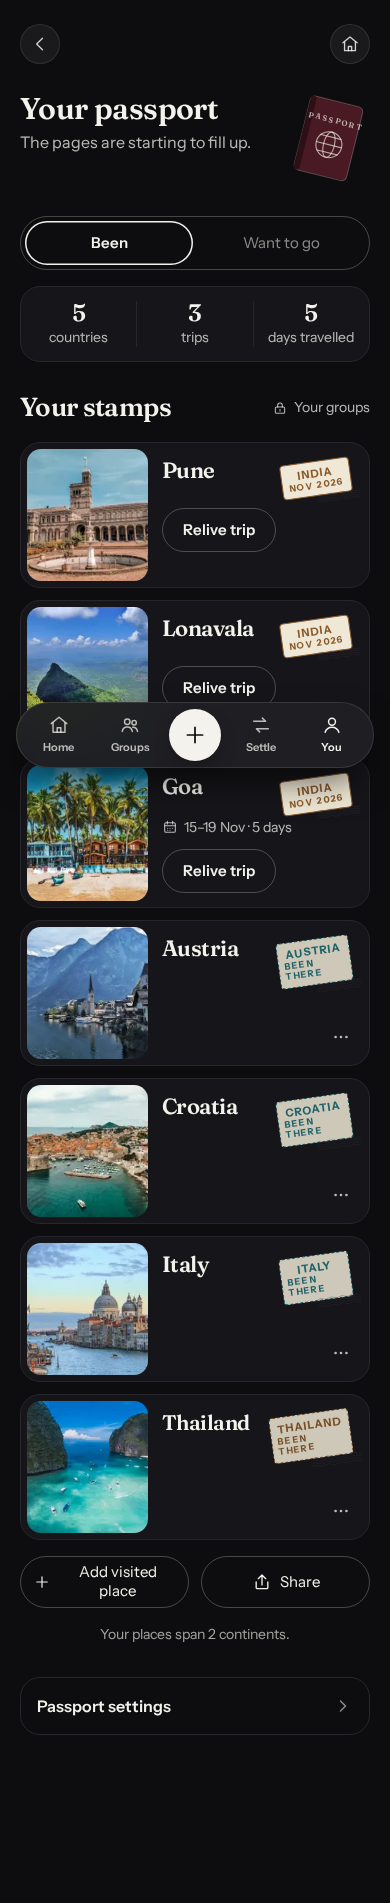 Your passport
The pages are starting to fill up.
PASSPORT
Been
Want to go
5
countries
3
trips
5
days travelled
Your stamps
Your groups
Pune
INDIA
NOV 2026
Relive trip
Lonavala
INDIA
NOV 2026
Relive trip
Home
Groups
Settle
You
Goa
INDIA
NOV 2026
15–19 Nov · 5 days
Relive trip
Austria
AUSTRIA
BEEN
THERE
Croatia
CROATIA
BEEN
THERE
Italy
ITALY
BEEN
THERE
Thailand
THAILAND
BEEN
THERE
Add visited
place
Share
Your places span 2 continents.
Passport settings